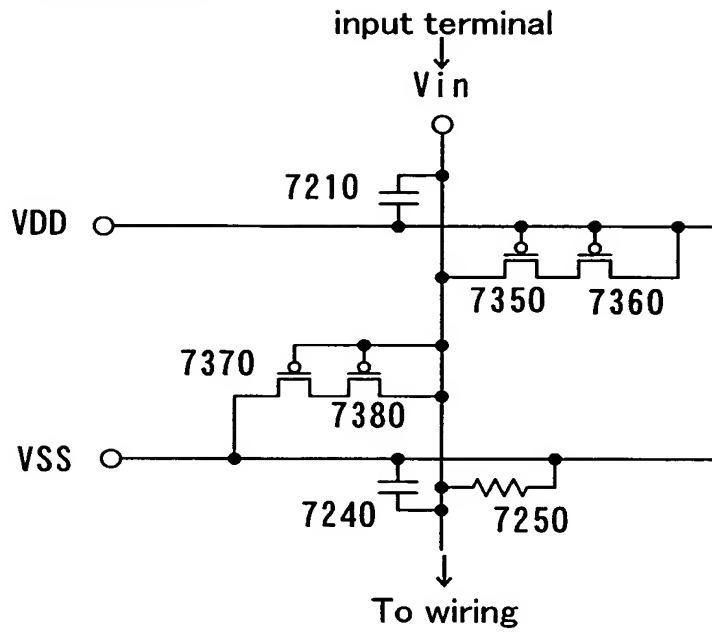 input terminal
Vin
7210
VDD
7350 7360
7370
7380
VSS
7240
7250
To wiring